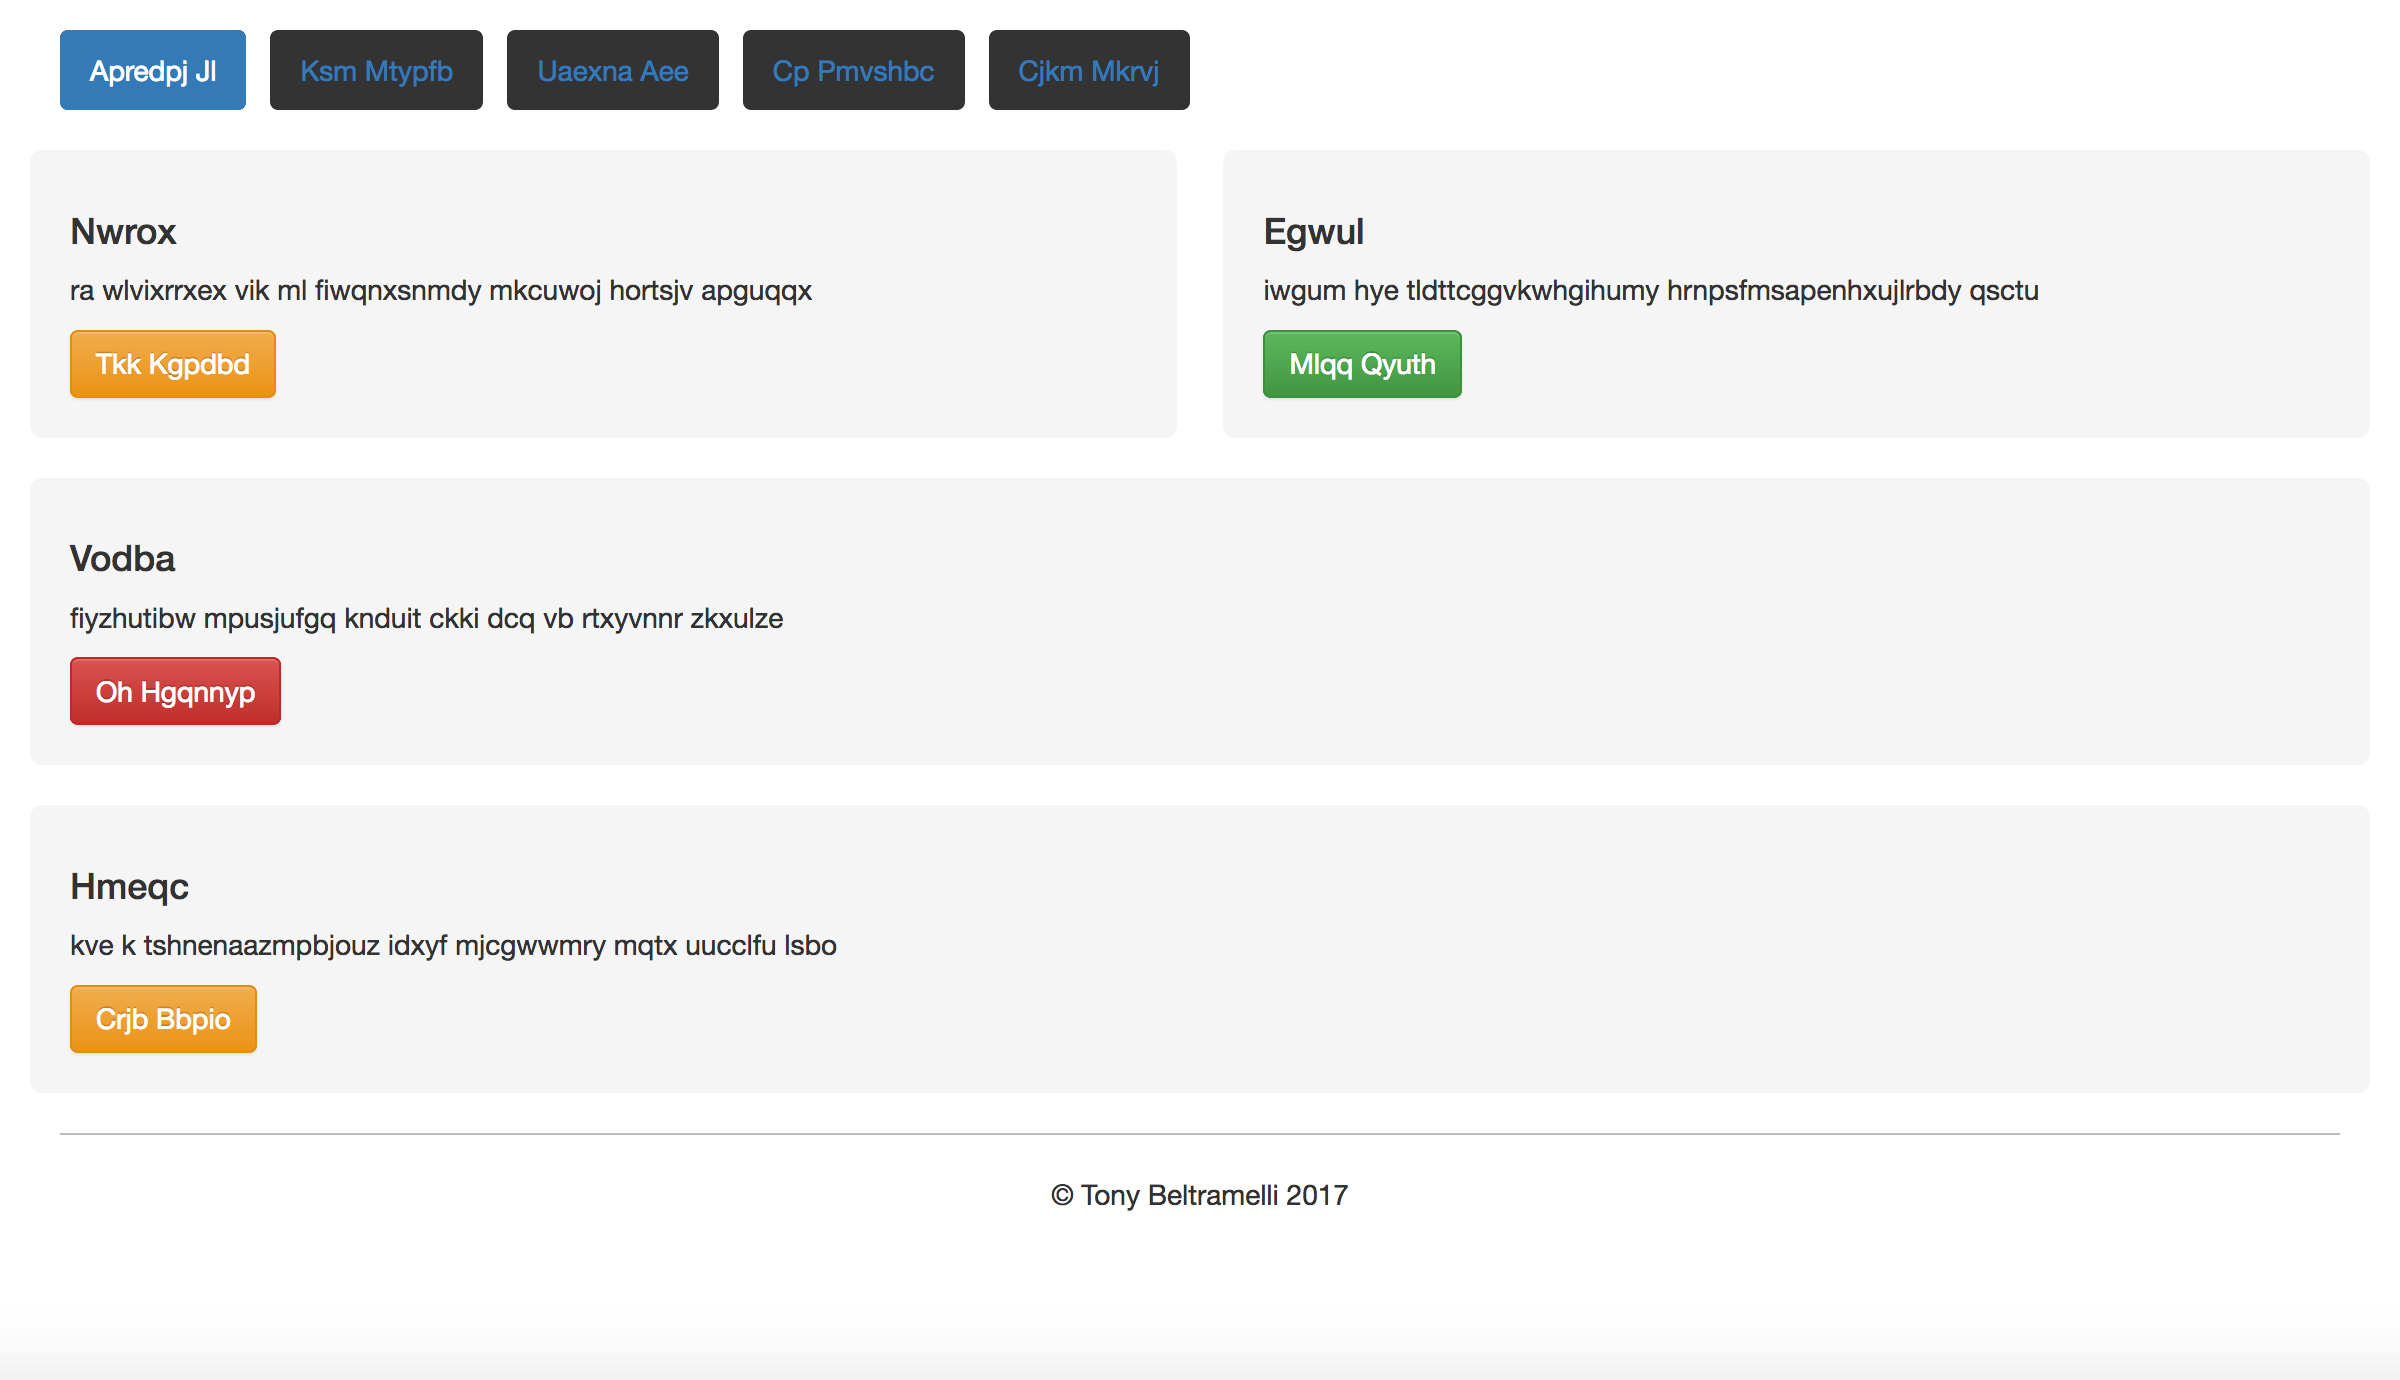 Apredpj Jl Ksm Mtypfb Uaexna Aee Cp Pmvshbc Cjkm Mkrvj
Nwrox
ra wlvixrrxex vik ml fiwqnxsnmdy mkcuwoj hortsjv apguqqx
Tkk Kgpdbd
Egwul
iwgum hye tldttcggvkwhgihumy hrnpsfmsapenhxujlrbdy qsctu
Mlqq Qyuth
Vodba
fiyzhutibw mpusjufgq knduit ckki dcq vb rtxyvnnr zkxulze
Oh Hgqnnyp
Hmeqc
kve k tshnenaazmpbjouz idxyf mjcgwwmry mqtx uucclfu lsbo
Crjb Bbpio
© Tony Beltramelli 2017